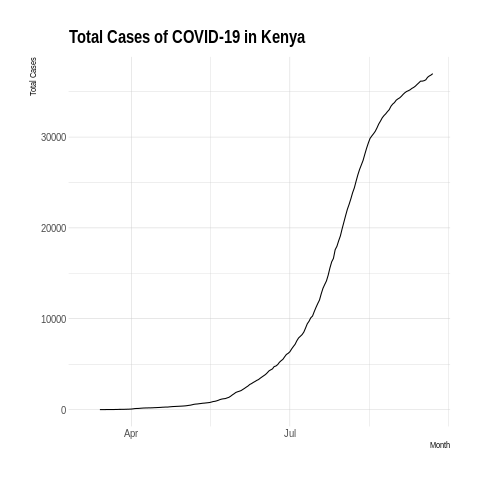 Total Cases of COVID-19 in Kenya
Total Cases
30000
20000
10000
0
Apr Jul
Month